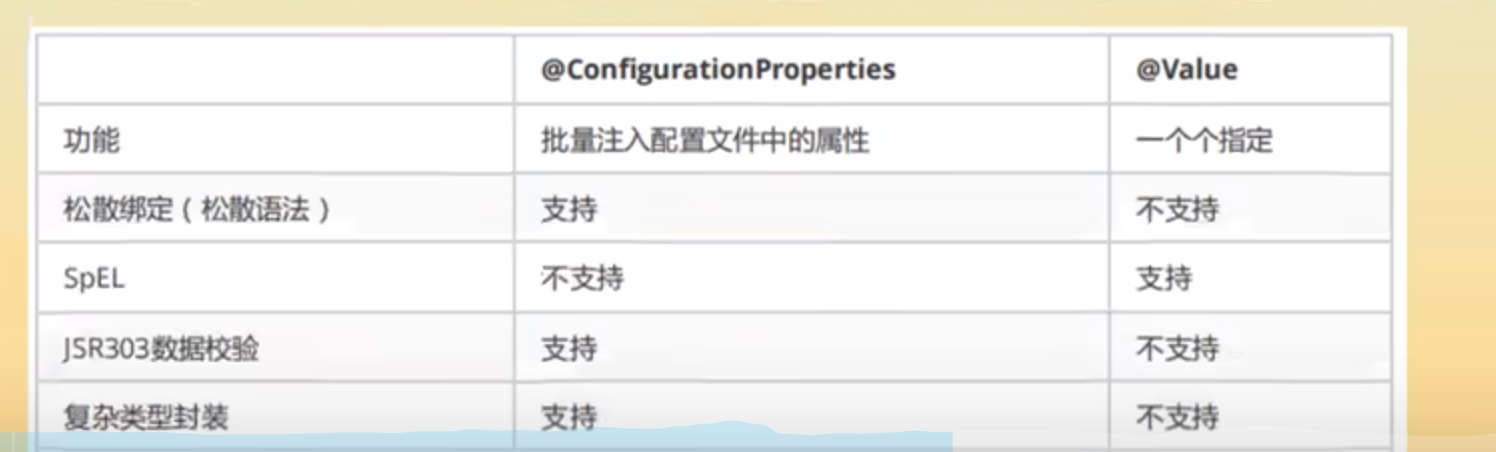 @ConfigurationProperties @Value
功能 批量注入配置文件中的属性 一个个指定
松散绑定（松散语法） 支持 不支持
SpEL 不支持 支持
JSR303数据校验 支持 不支持
复杂类型封装 支持 不支持